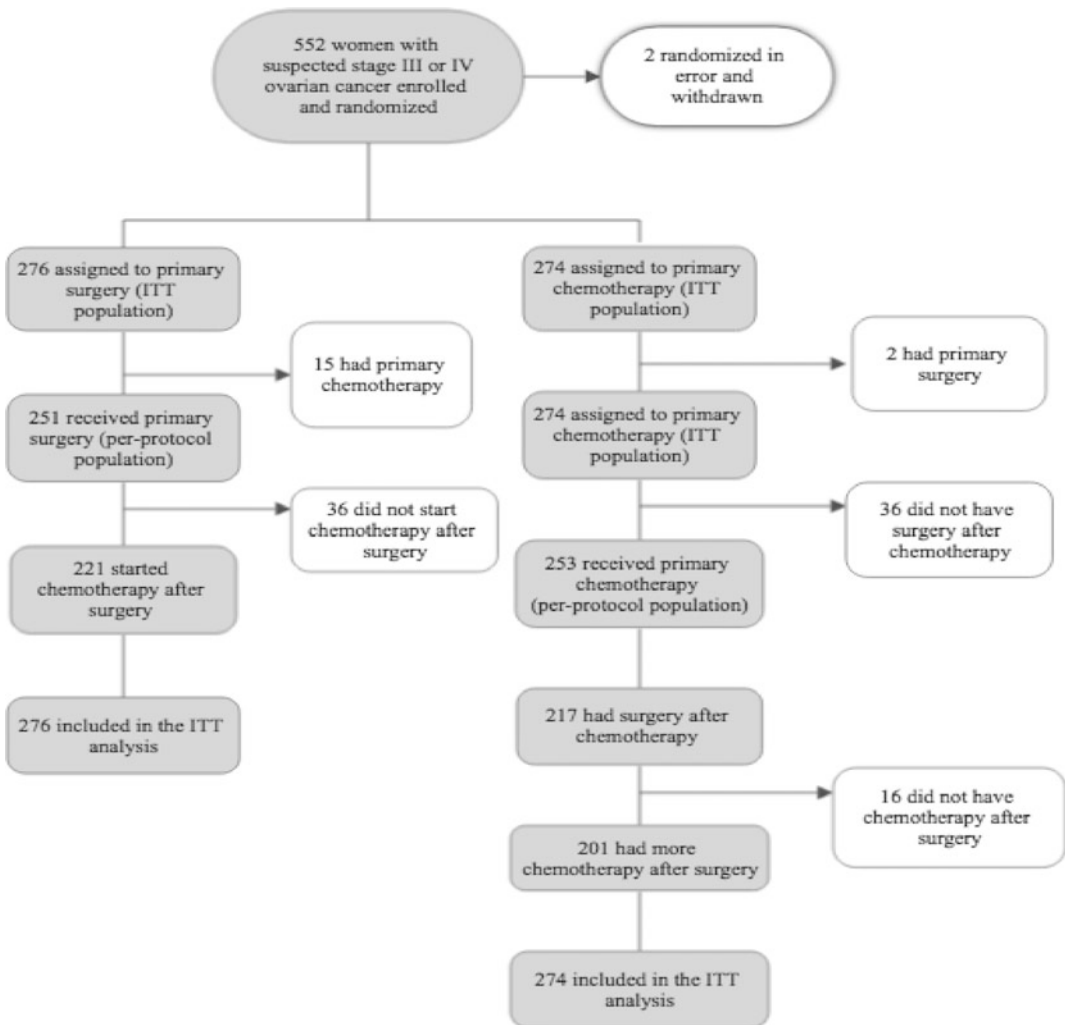 552 women with
suspected stage III or IV
ovarian cancer enrolled
and randomized
2 randomized in
error and
withdrawn
276 assigned to primary
surgery (ITT
population)
274 assigned to primary
chemotherapy (ITT
population)
15 had primary
chemotherapy
2 had primary
surgery
251 received primary
surgery (per-protocol
population)
274 assigned to primary
chemotherapy (ITT
population)
36 did not start
chemotherapy after
surgery
36 did not have
surgery after
chemotherapy
221 started
chemotherapy after
surgery
253 received primary
chemotherapy
(per-protocol population)
276 included in the ITT
analysis
217 had surgery after
chemotherapy
16 did not have
chemotherapy after
surgery
201 had more
chemotherapy after surgery
274 included in the ITT
analysis